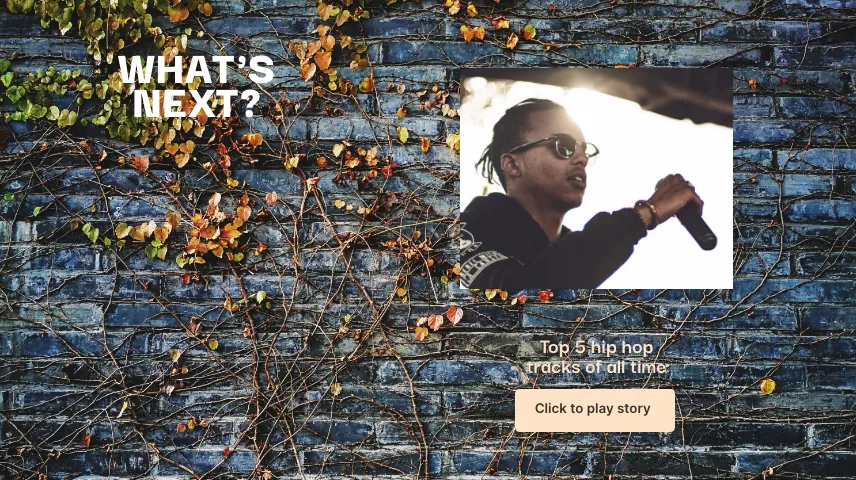 WHAT'S
NEXT?
Top 5 hip hop
tracks of all time
Click to play story